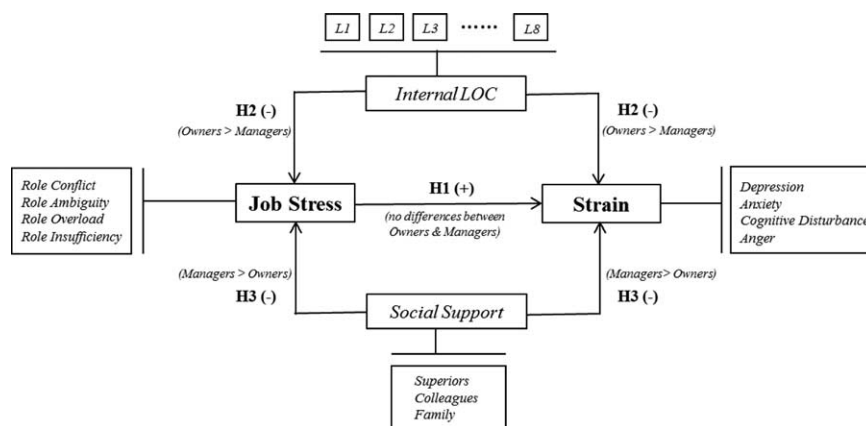 L1 L2 L3 ...... L8
Internal LOC
H2 (-) H2 (-)
(Owners > Managers) (Owners > Managers)
Role Conflict
Role Ambiguity
Role Overload
Role Insufficiency
Job Stress
H1 (+)
(no differences between
Owners & Managers)
Strain
Depression
Anxiety
Cognitive Disturbance
Anger
(Managers > Owners) (Managers> Owners)
H3 (-) H3 (-)
Social Support
Superiors
Colleagues
Family